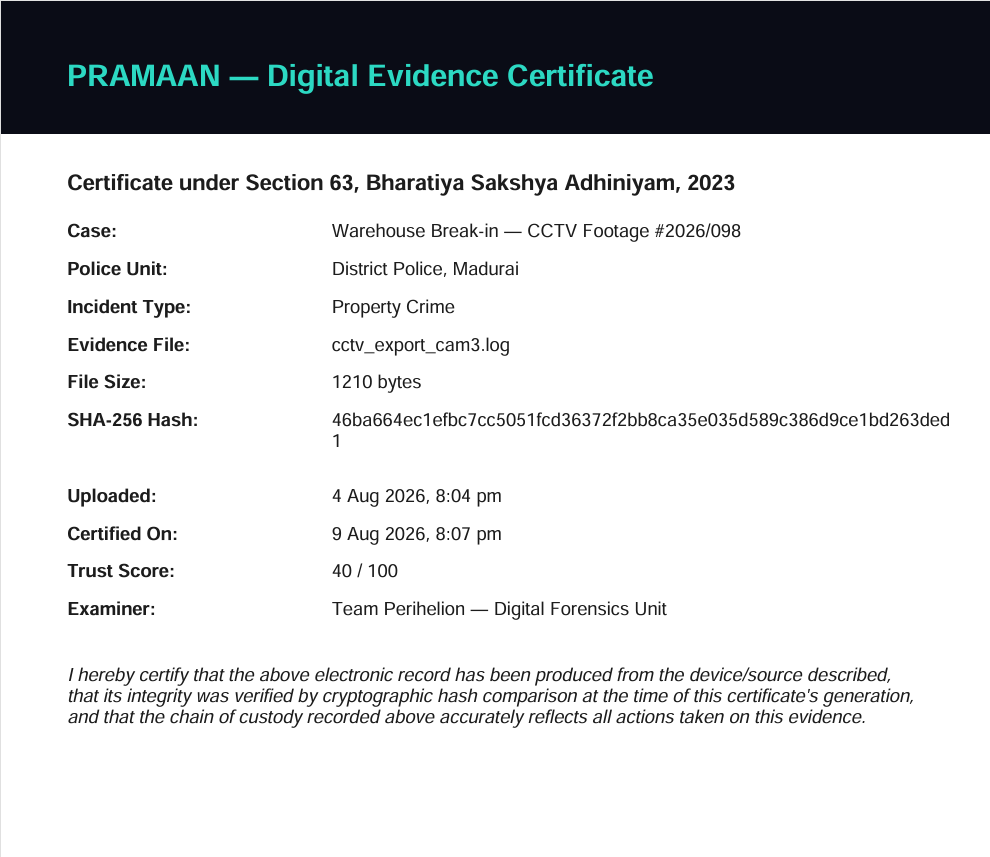 PRAMAAN — Digital Evidence Certificate
Certificate under Section 63, Bharatiya Sakshya Adhiniyam, 2023
Case: Warehouse Break-in — CCTV Footage #2026/098
Police Unit: District Police, Madurai
Incident Type: Property Crime
Evidence File: cctv_export_cam3.log
File Size: 1210 bytes
SHA-256 Hash: 46ba664ec1efbc7cc5051fcd36372f2bb8ca35e035d589c386d9ce1bd263ded
1
Uploaded: 4 Aug 2026, 8:04 pm
Certified On: 9 Aug 2026, 8:07 pm
Trust Score: 40 / 100
Examiner: Team Perihelion — Digital Forensics Unit
I hereby certify that the above electronic record has been produced from the device/source described,
that its integrity was verified by cryptographic hash comparison at the time of this certificate's generation,
and that the chain of custody recorded above accurately reflects all actions taken on this evidence.